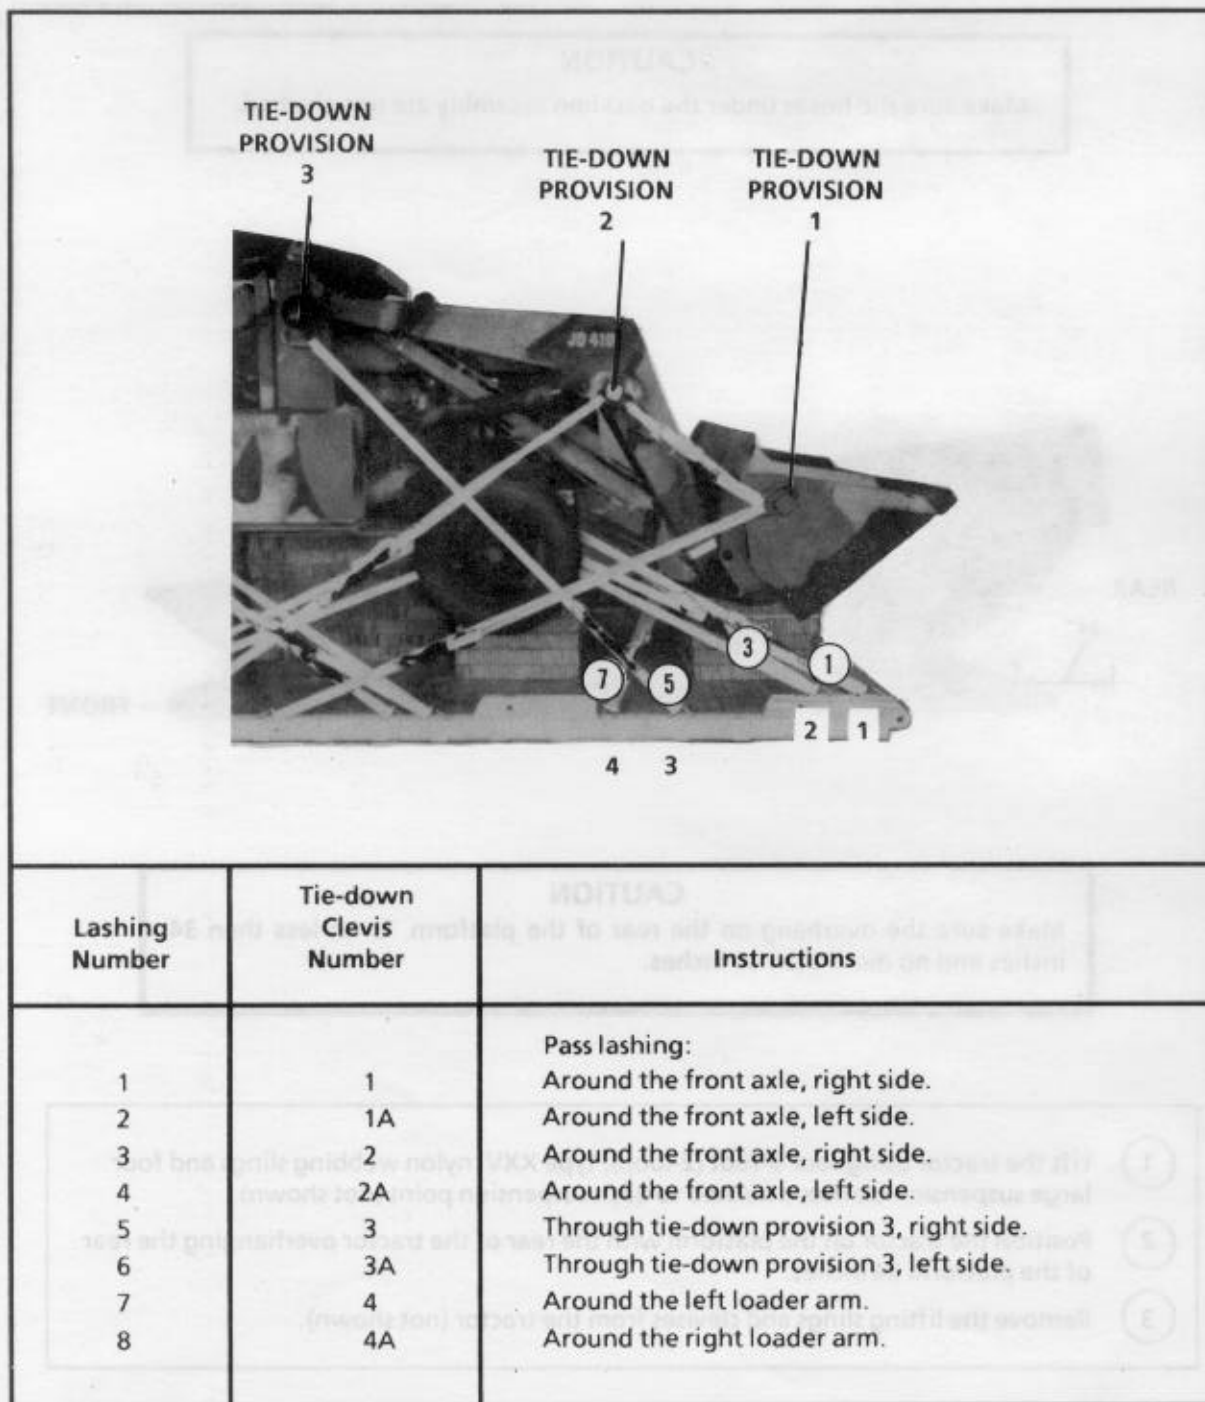 TIE-DOWN
PROVISION
3
TIE-DOWN
PROVISION
2
TIE-DOWN
PROVISION
1
JD 410
3
1
7
5
2
1
4
3
Lashing
Number
Tie-down
Clevis
Number
Instructions
Pass lashing:
1 1 Around the front axle, right side.
2 1A Around the front axle, left side.
3 2 Around the front axle, right side.
4 2A Around the front axle, left side.
5 3 Through tie-down provision 3, right side.
6 3A Through tie-down provision 3, left side.
7 4 Around the left loader arm.
8 4A Around the right loader arm.